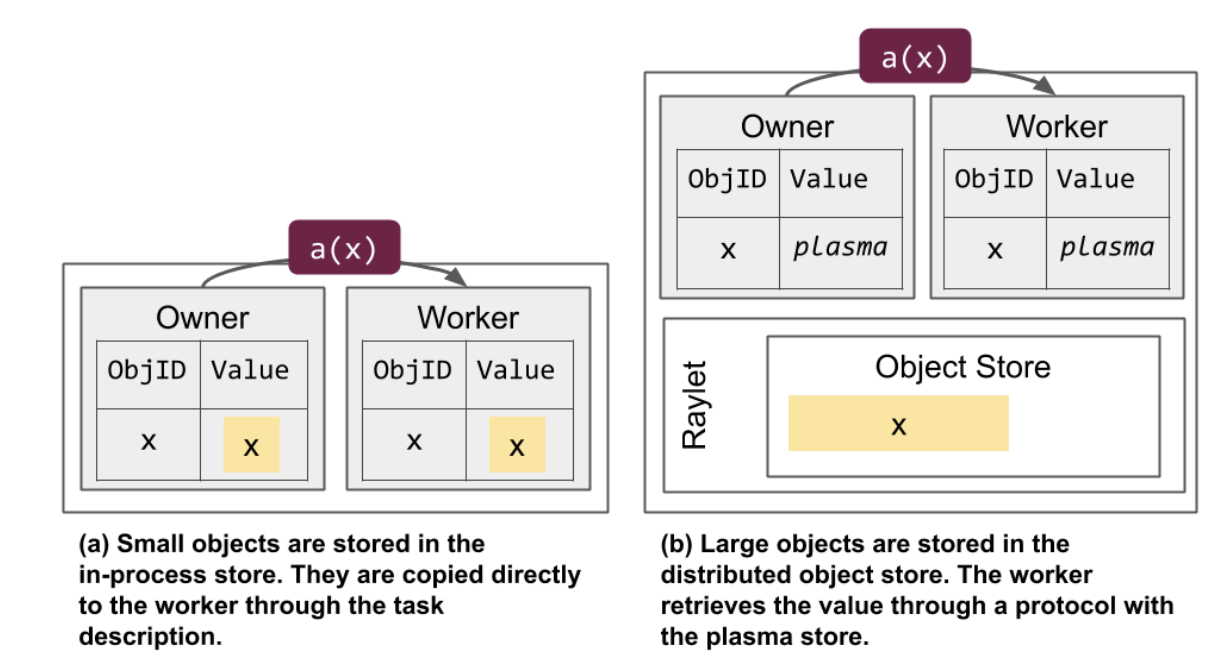 a(x)
Owner
ObjID Value
x x
Worker
ObjID Value
x x
(a) Small objects are stored in the
in-process store. They are copied directly
to the worker through the task
description.
a(x)
Owner
ObjID Value
x plasma
Worker
ObjID Value
x plasma
Raylet
Object Store
x
(b) Large objects are stored in the
distributed object store. The worker
retrieves the value through a protocol with
the plasma store.